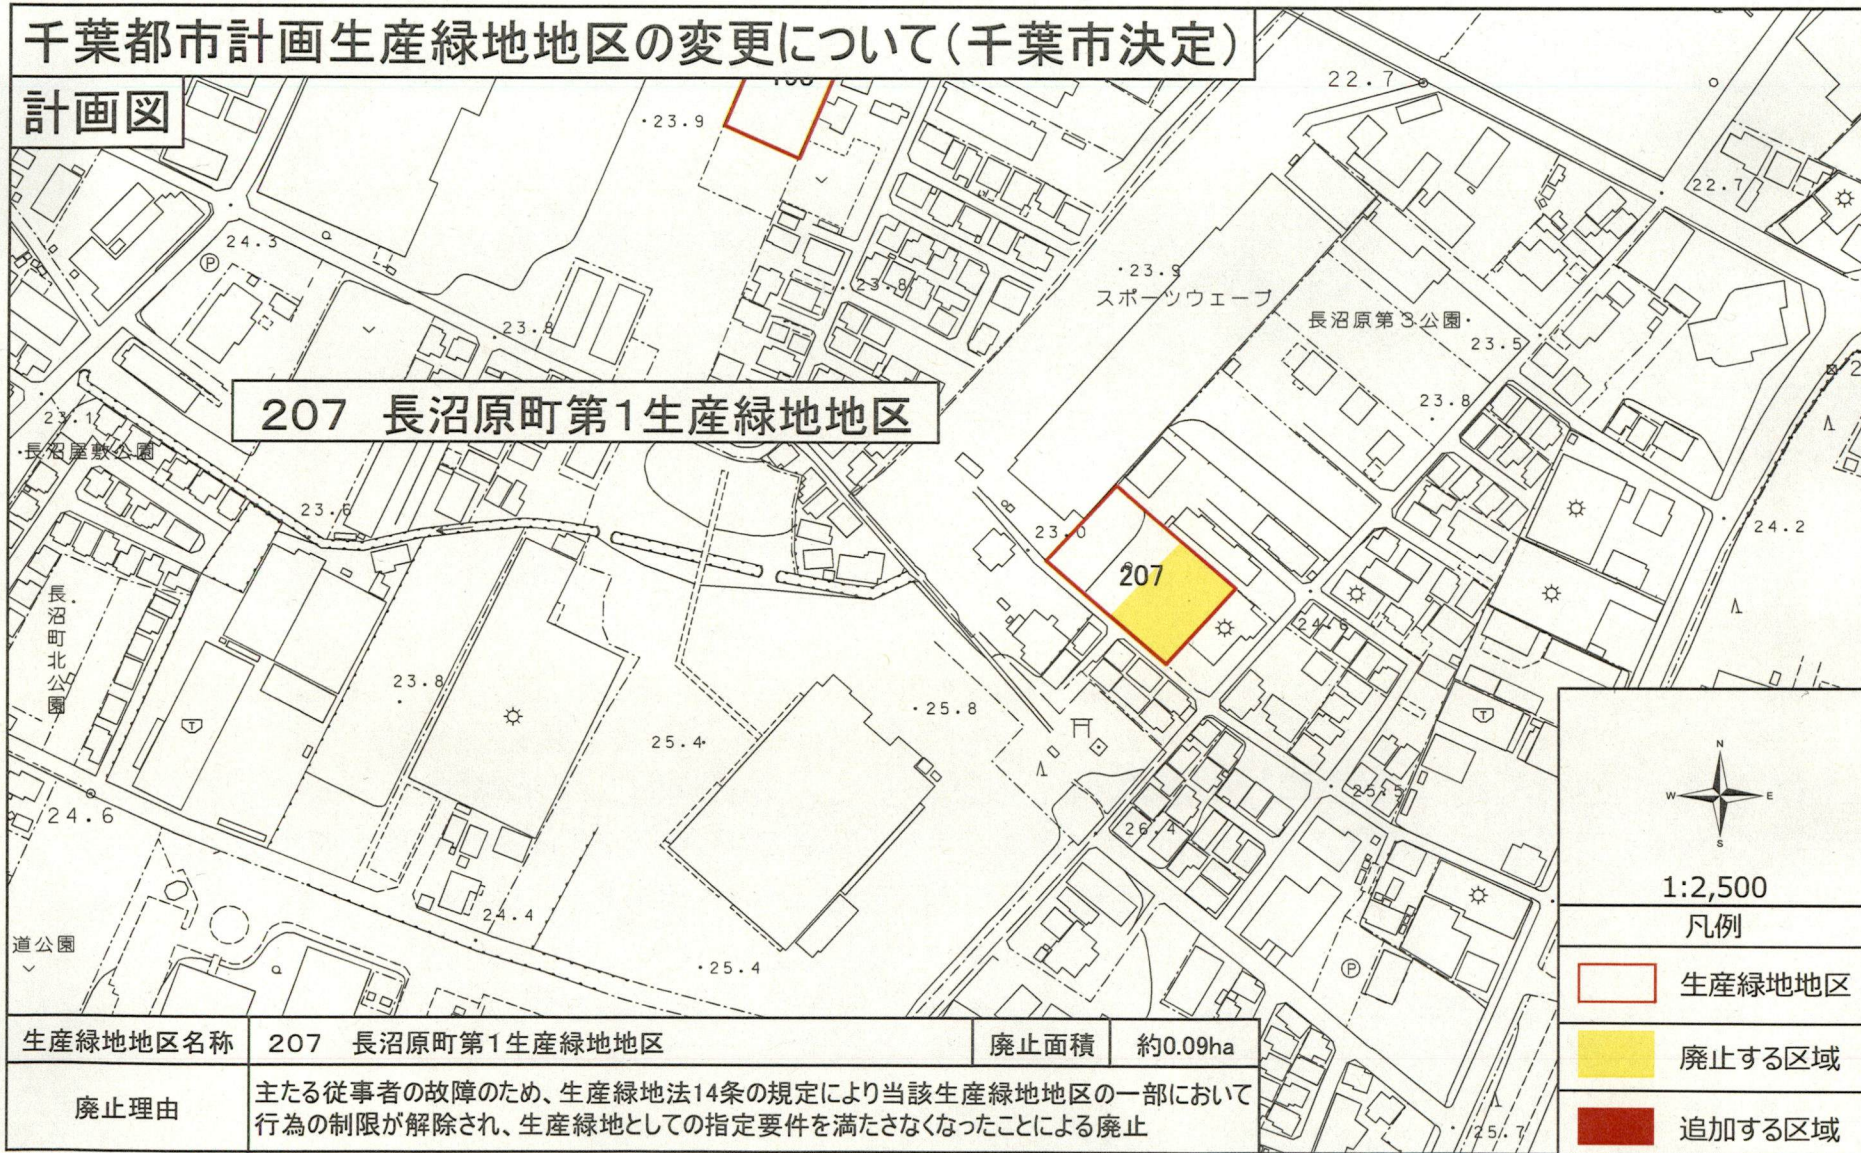 千葉都市計画生産緑地地区の変更について(千葉市決定)
計画図
・23.9
22.7
22.7
24.3
P
23.8
・23.9
スポーツウェーブ
長沼原第3公園・
23.5
23.8
207 長沼原町第1生産緑地地区
23.8
23.1
・長沼屋敷公園
23.6
23.0
207
24.2
長沼町北公園
24.6
23.8
・25.8
25.4・
T
T
24.6
25.5
26.4
24.4
道公園
・25.4
P
25.7
N
W
E
S
1:2,500
凡例
生産緑地地区
廃止する区域
追加する区域
生産緑地地区名称 207 長沼原町第1生産緑地地区 廃止面積 約0.09ha
廃止理由
主たる従事者の故障のため、生産緑地法14条の規定により当該生産緑地地区の一部において
行為の制限が解除され、生産緑地としての指定要件を満たさなくなったことによる廃止